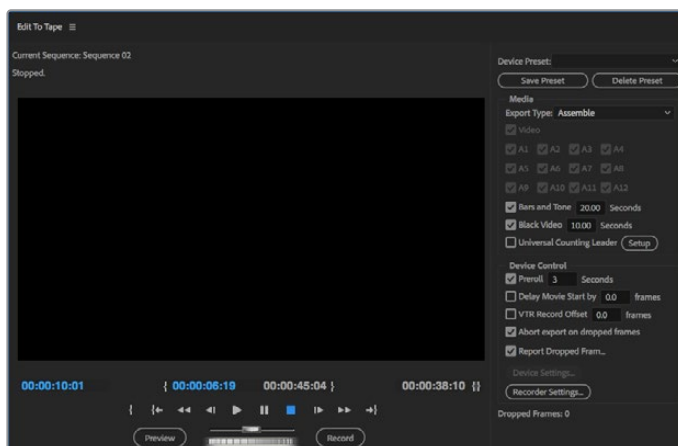 Edit To Tape
Current Sequence: Sequence 02
Stopped.
00:00:10:01
{ 00:00:06:19
00:00:45:04 }
00:00:38:10 {}
Preview
Record
Device Preset:
Save Preset
Delete Preset
Media
Export Type: Assemble
Video
A1 A2 A3 A4
A5 A6 A7 A8
A9 A10 A11 A12
Bars and Tone 20.00 Seconds
Black Video 10.00 Seconds
Universal Counting Leader Setup
Device Control
Preroll 3 Seconds
Delay Movie Start by 0.0 frames
VTR Record Offset 0.0 frames
Abort export on dropped frames
Report Dropped Fram...
Device Settings...
Recorder Settings...
Dropped Frames: 0